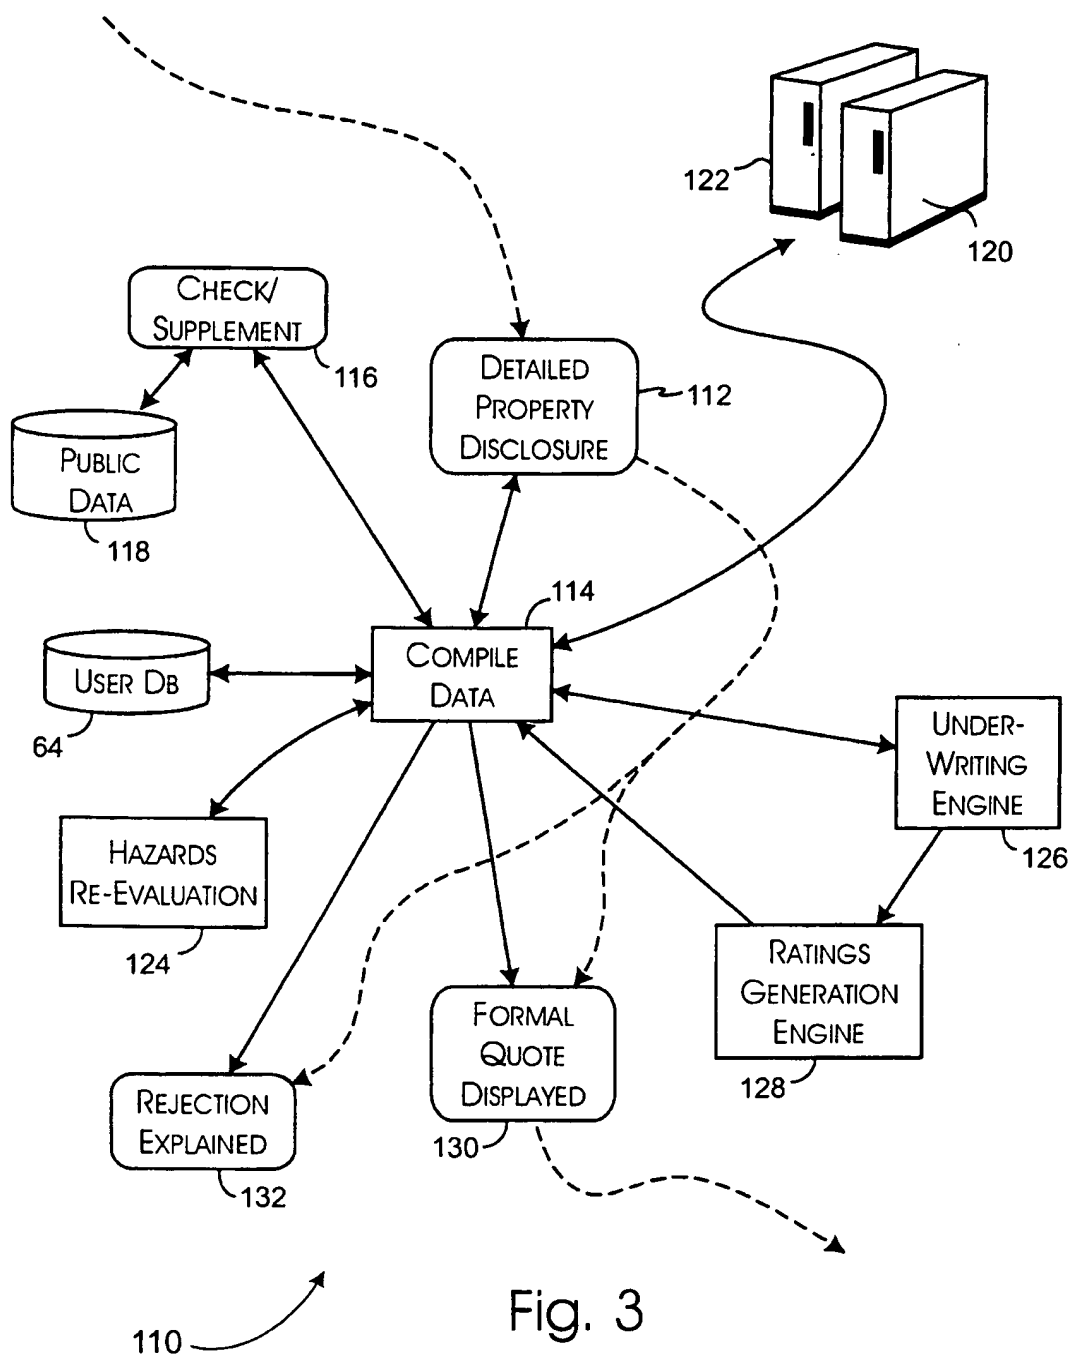 122
120
CHECK/
SUPPLEMENT
116
DETAILED
PROPERTY
DISCLOSURE
112
PUBLIC
DATA
118
114
COMPILE
DATA
USER DB
64
UNDER-
WRITING
ENGINE
126
HAZARDS
RE-EVALUATION
124
RATINGS
GENERATION
ENGINE
128
FORMAL
QUOTE
DISPLAYED
130
REJECTION
EXPLAINED
132
110
Fig. 3